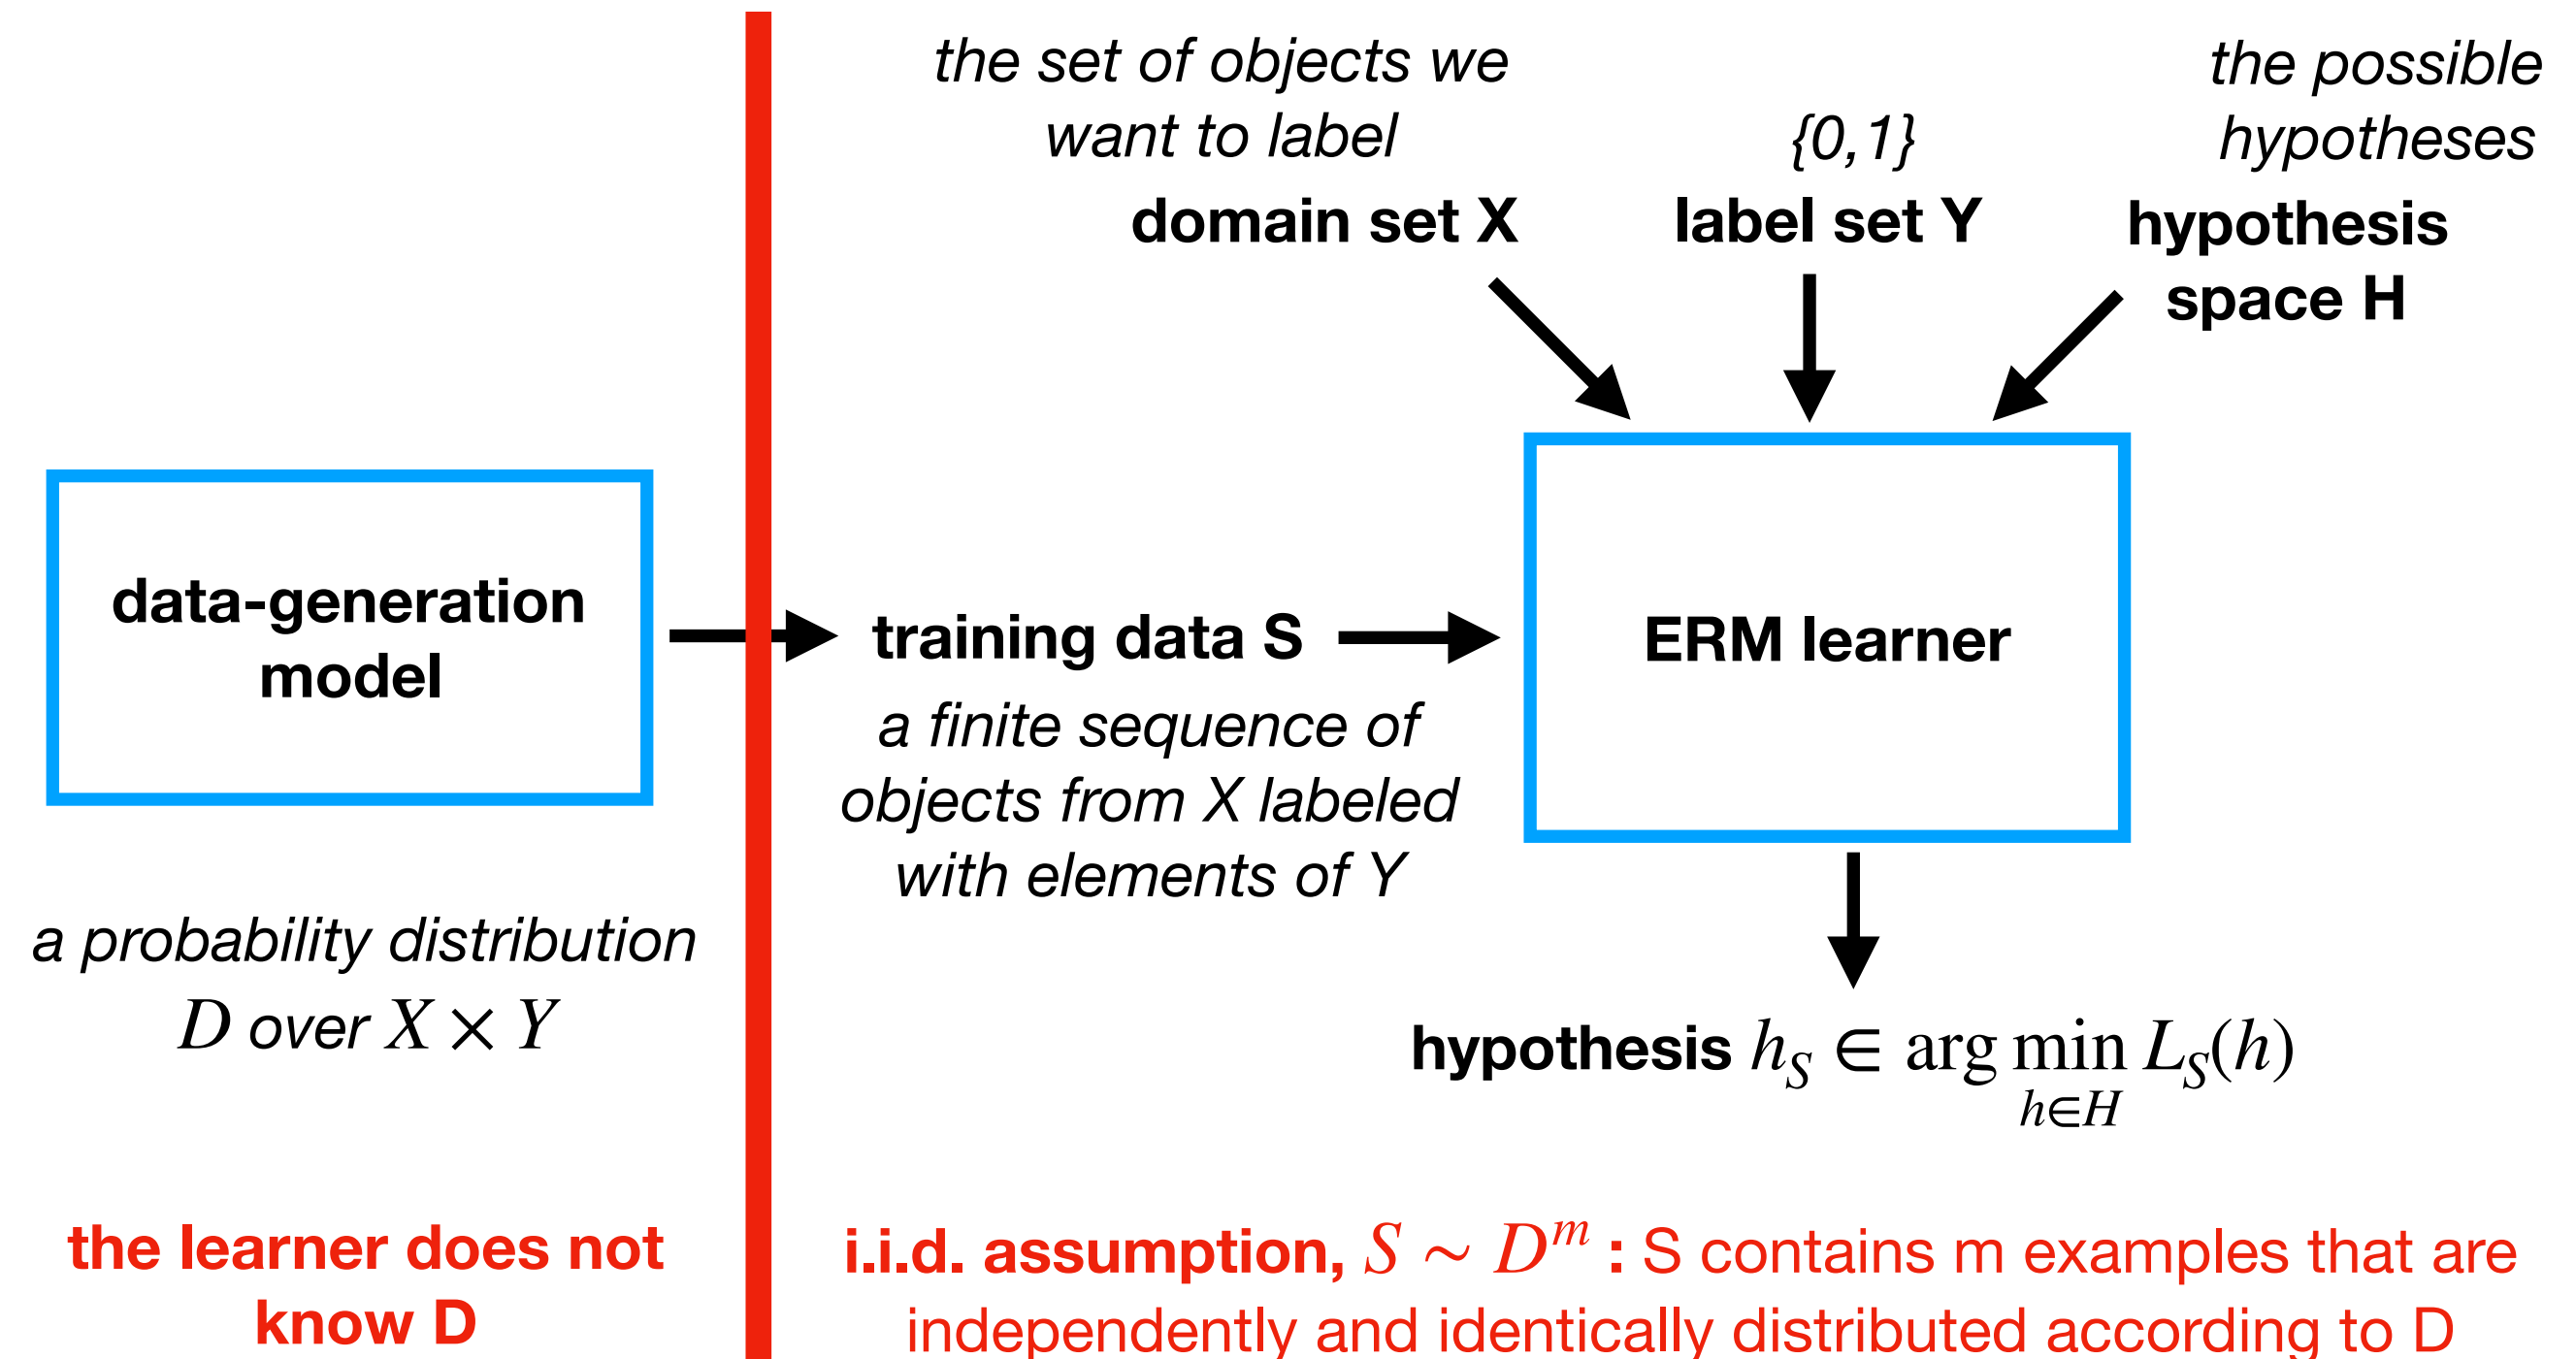 the set of objects we
want to label
domain set X
{0,1}
label set Y
the possible
hypotheses
hypothesis
space H
data-generation
model
training data S
a finite sequence of
objects from X labeled
with elements of Y
ERM learner
a probability distribution
D over X × Y
hypothesis h_S ∈ arg min L_S(h)
h∈H
the learner does not
know D
i.i.d. assumption, S ∼ D^m : S contains m examples that are
independently and identically distributed according to D